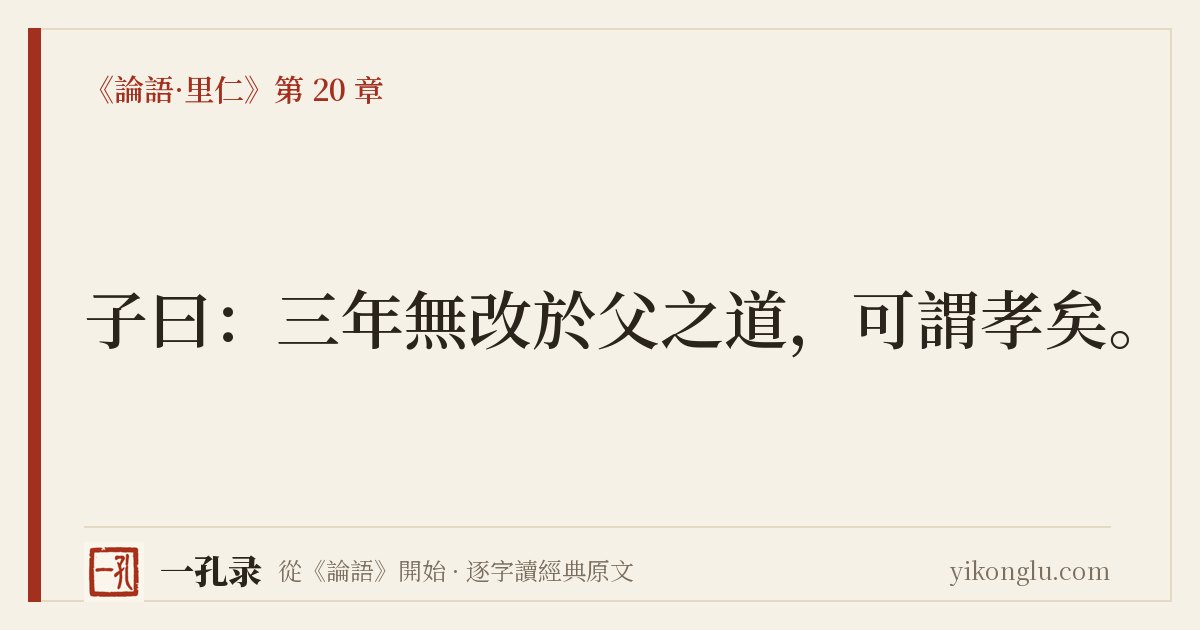 《論語·里仁》第 20 章
子曰：三年無改於父之道，可謂孝矣。
一孔
一孔录 從《論語》開始 · 逐字讀經典原文 yikonglu.com